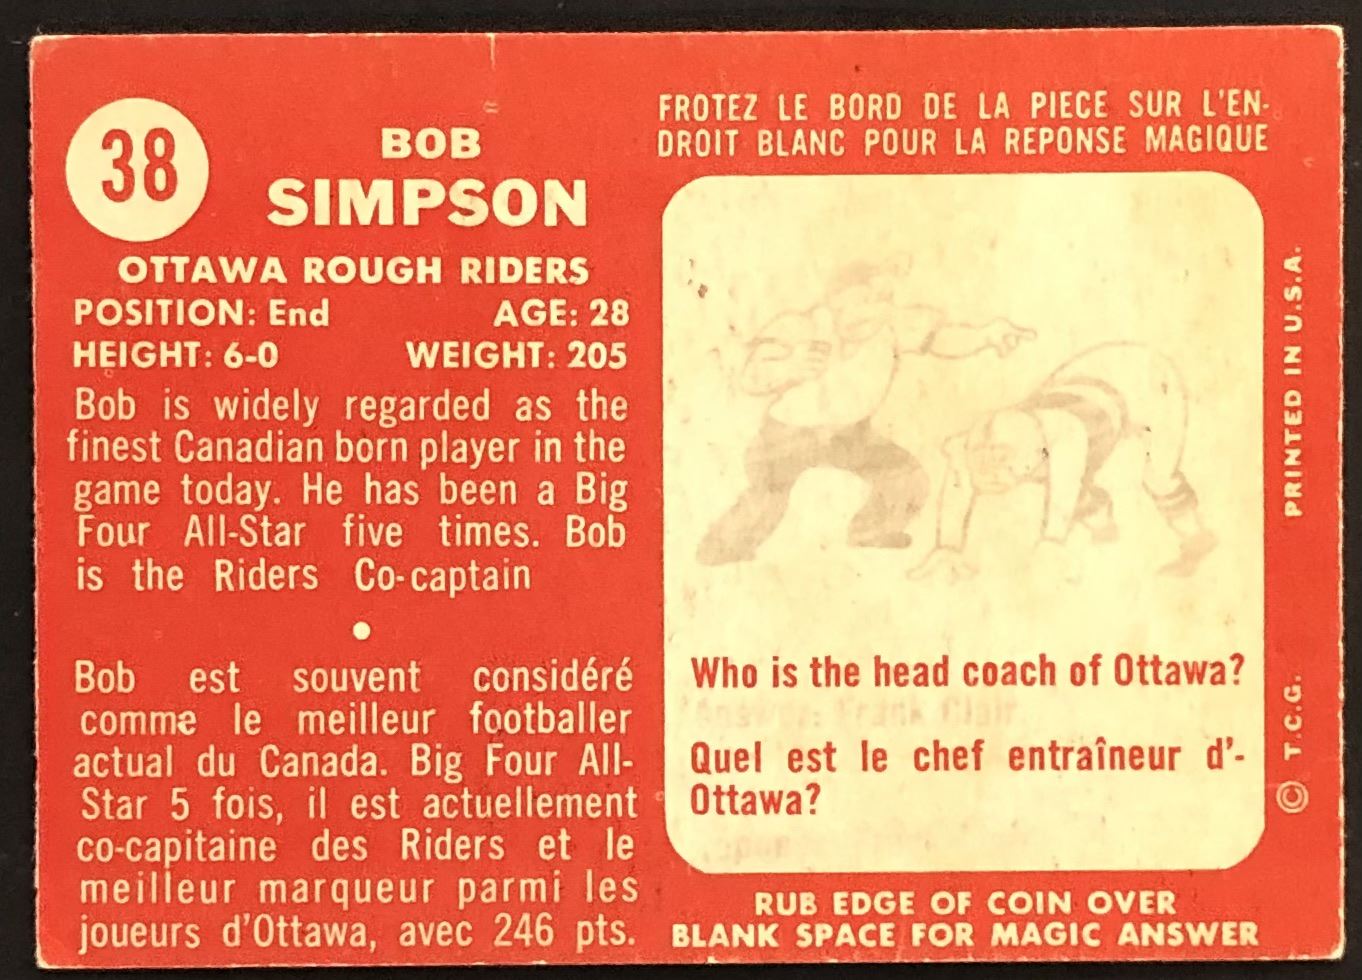 38
BOB
SIMPSON
OTTAWA ROUGH RIDERS
POSITION: End AGE: 28
HEIGHT: 6-0 WEIGHT: 205
Bob is widely regarded as the
finest Canadian born player in the
game today. He has been a Big
Four All-Star five times. Bob
is the Riders Co-captain
Bob est souvent considéré
comme le meilleur footballer
actual du Canada. Big Four All-
Star 5 fois, il est actuellement
co-capitaine des Riders et le
meilleur marqueur parmi les
joueurs d'Ottawa, avec 246 pts.
FROTEZ LE BORD DE LA PIECE SUR L'EN-
DROIT BLANC POUR LA REPONSE MAGIQUE
Who is the head coach of Ottawa?
Answer: Frank Clair
Quel est le chef entraîneur d'-
Ottawa?
RUB EDGE OF COIN OVER
BLANK SPACE FOR MAGIC ANSWER
© T.C.G. PRINTED IN U.S.A.